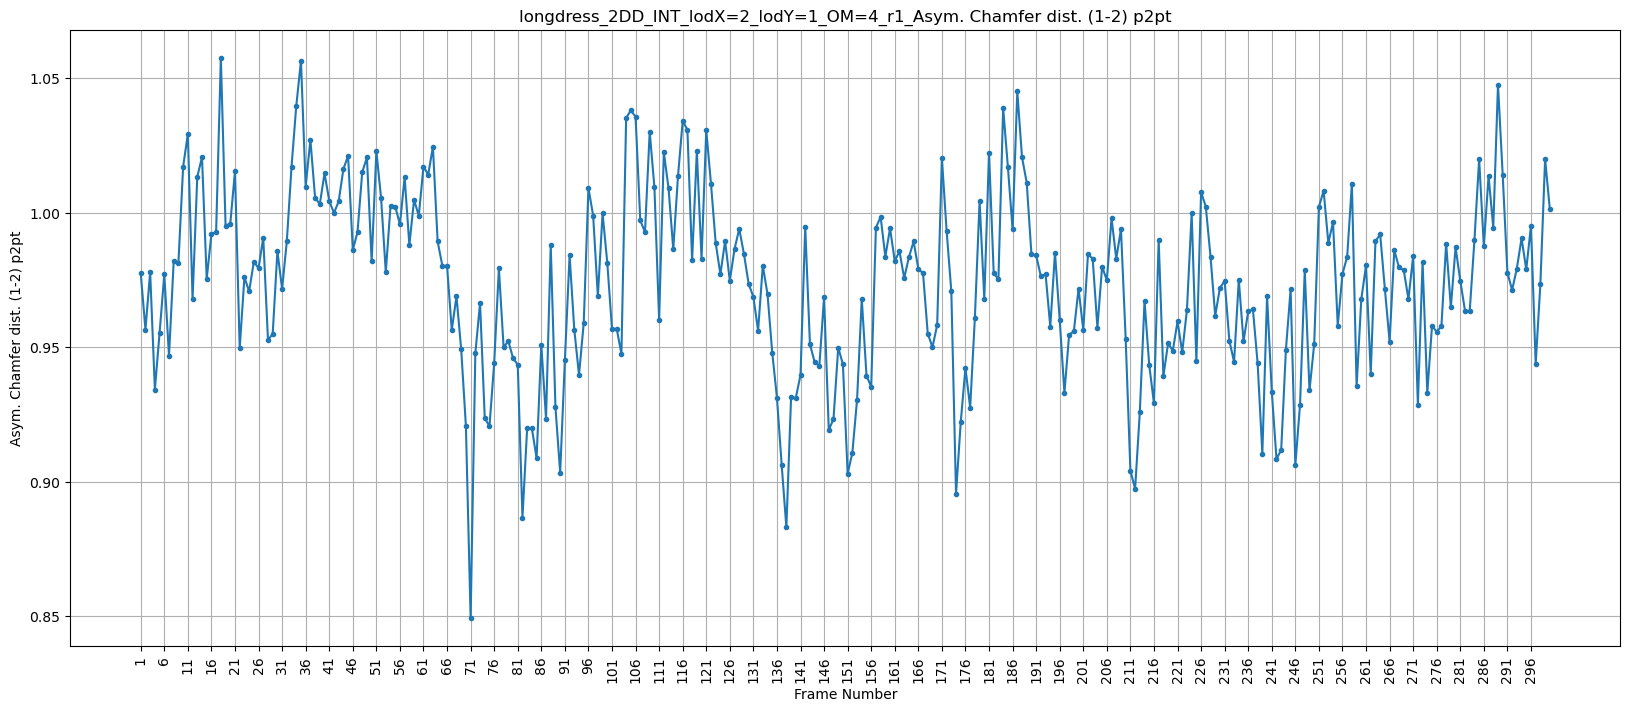 longdress_2DD_INT_lodX=2_lodY=1_OM=4_r1_Asym. Chamfer dist. (1-2) p2pt
1.05
1.00
0.95
0.90
0.85
Asym. Chamfer dist. (1-2) p2pt
1 6 11 16 21 26 31 36 41 46 51 56 61 66 71 76 81 86 91 96 101 106 111 116 121 126 131 136 141 146 151 156 161 166 171 176 181 186 191 196 201 206 211 216 221 226 231 236 241 246 251 256 261 266 271 276 281 286 291 296
Frame Number